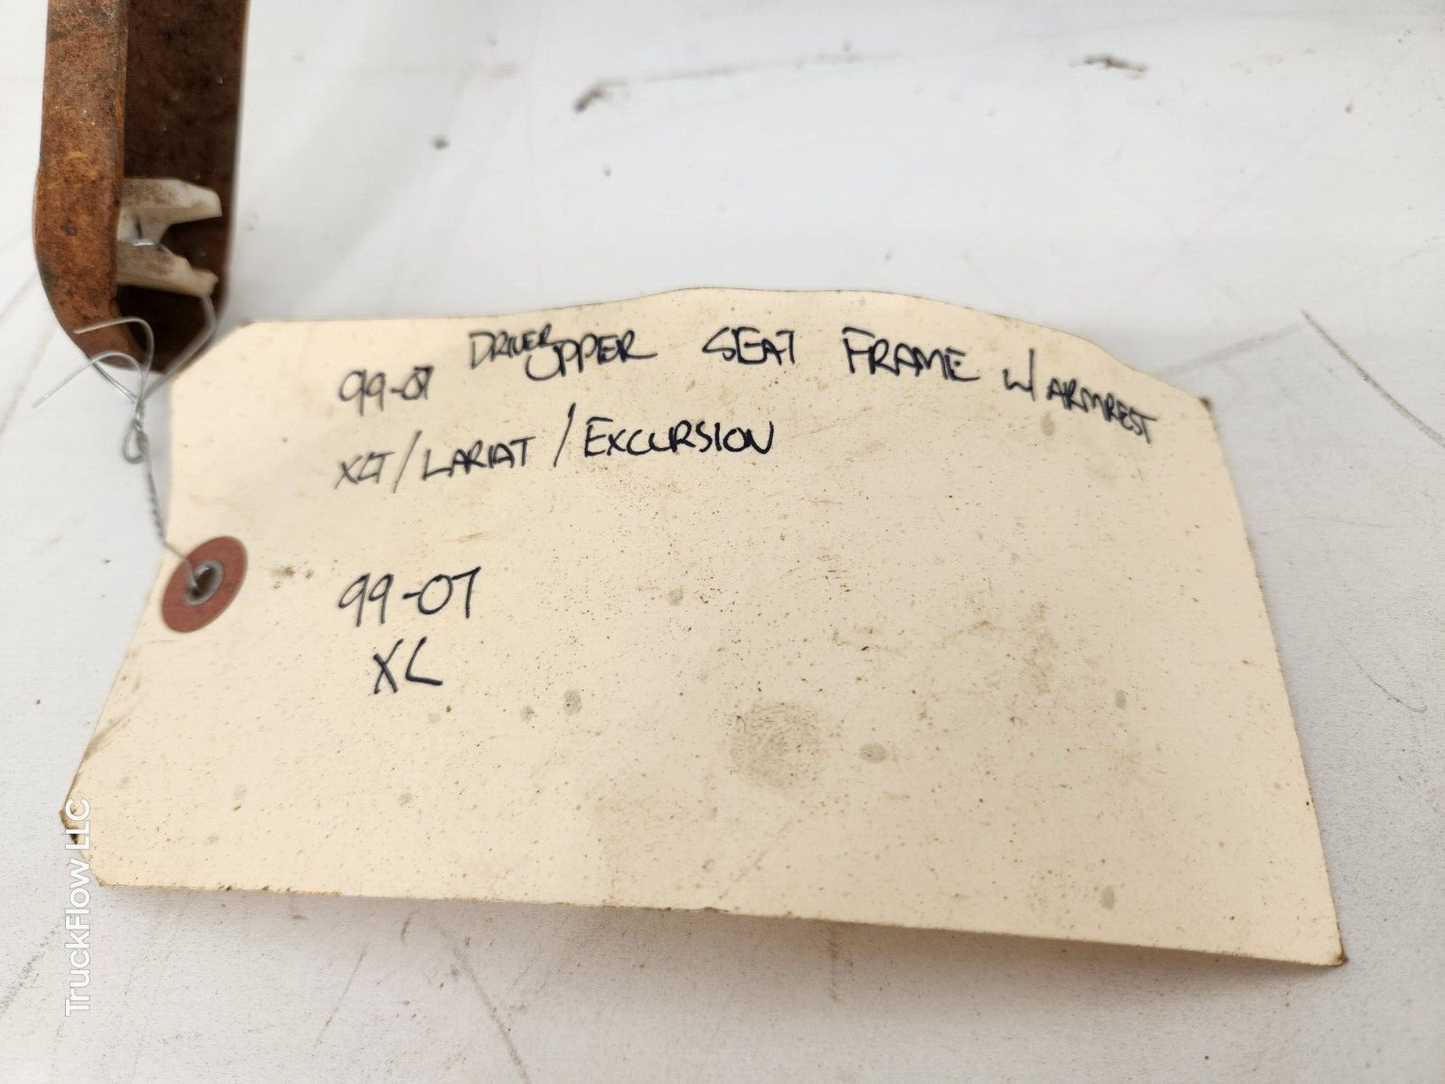 99-07 DRIVER UPPER SEAT FRAME W/ ARMREST
XLT/LARIAT/EXCURSION
99-07
XL
TruckFlow LLC